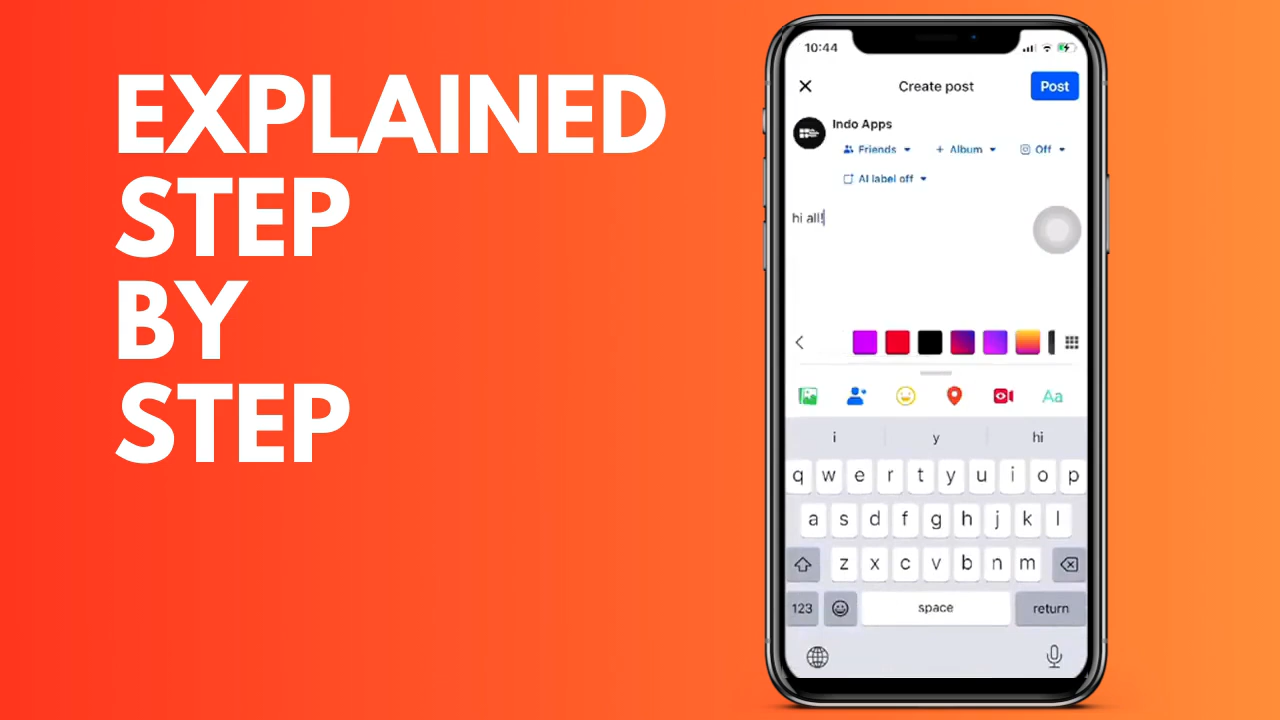 EXPLAINED
STEP
BY
STEP
10:44
Create post
Post
Indo Apps
Friends
+ Album
Off
AI label off
hi all!
Aa
i y hi
q w e r t y u i o p
a s d f g h j k l
z x c v b n m
123 space return